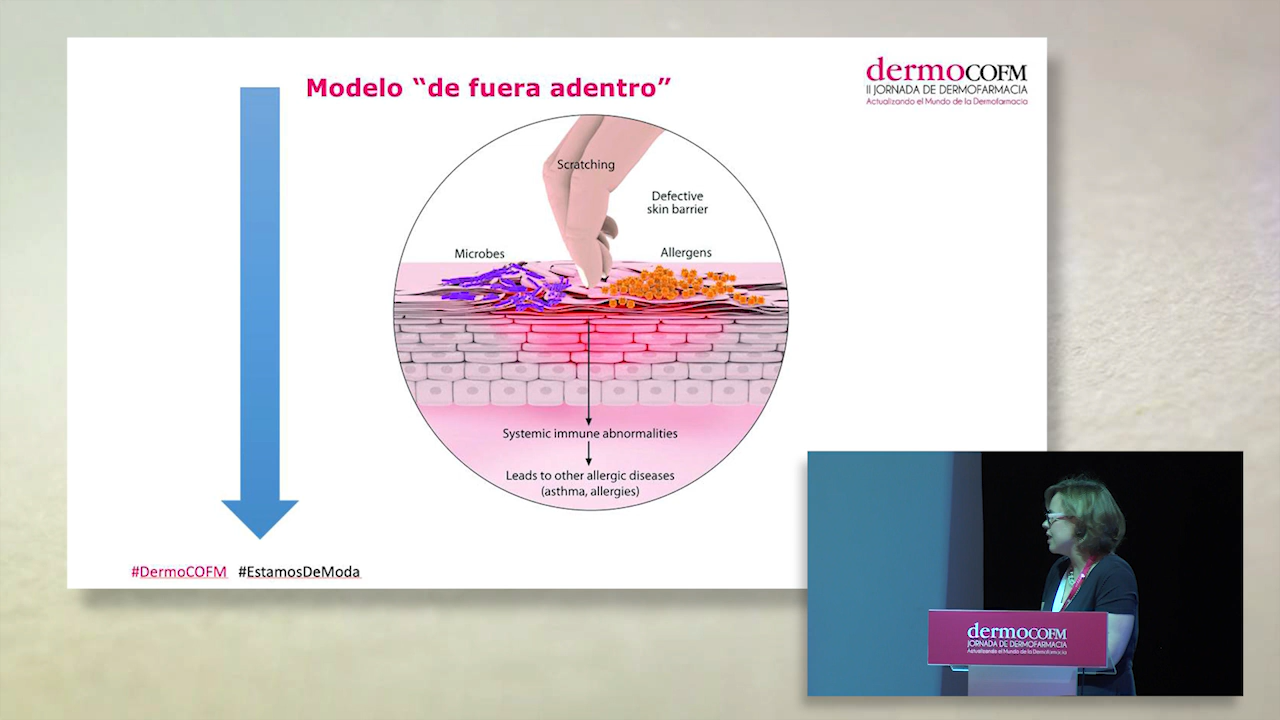 Modelo “de fuera adentro”
dermoCOFM
II JORNADA DE DERMOFARMACIA
Actualizando el Mundo de la Dermofarmacia
Scratching
Defective
skin barrier
Microbes
Allergens
Systemic immune abnormalities
Leads to other allergic diseases
(asthma, allergies)
#DermoCOFM #EstamosDeModa
dermoCOFM
JORNADA DE DERMOFARMACIA
Actualizando el Mundo de la Dermofarmacia